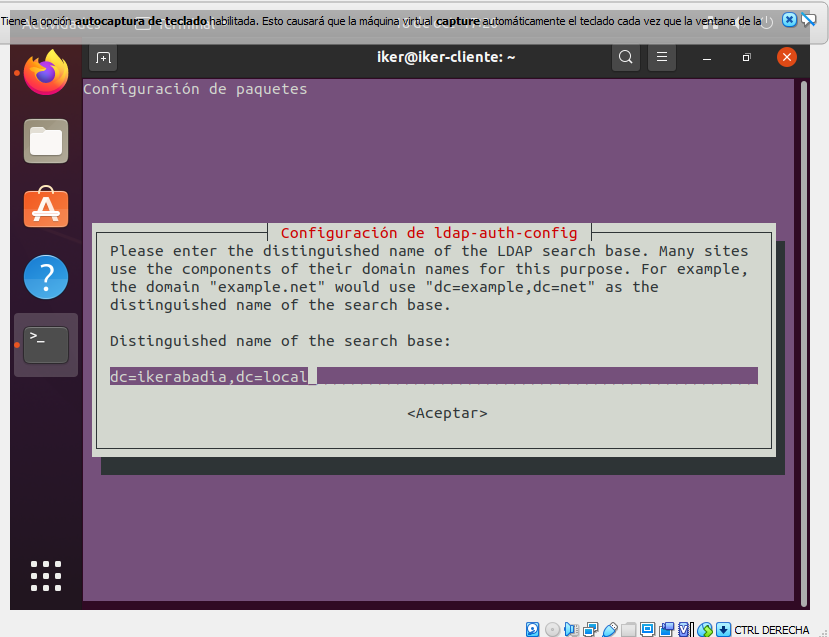 Tiene la opción autocaptura de teclado habilitada. Esto causará que la máquina virtual capture automáticamente el teclado cada vez que la ventana de la
Actividades Terminal
iker@iker-cliente: ~
Configuración de paquetes
Configuración de ldap-auth-config
Please enter the distinguished name of the LDAP search base. Many sites
use the components of their domain names for this purpose. For example,
the domain "example.net" would use "dc=example,dc=net" as the
distinguished name of the search base.
Distinguished name of the search base:
dc=ikerabadia,dc=local
<Aceptar>
CTRL DERECHA